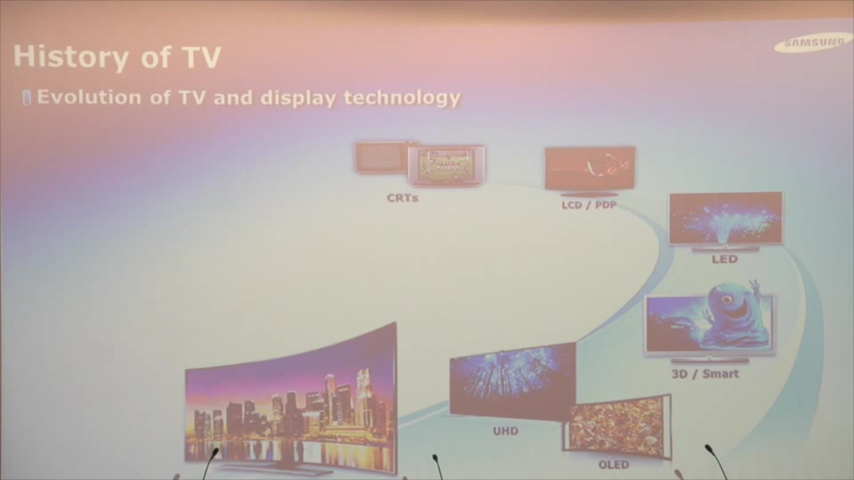 History of TV
SAMSUNG
Evolution of TV and display technology
CRTs
LCD / PDP
LED
3D / Smart
UHD
OLED